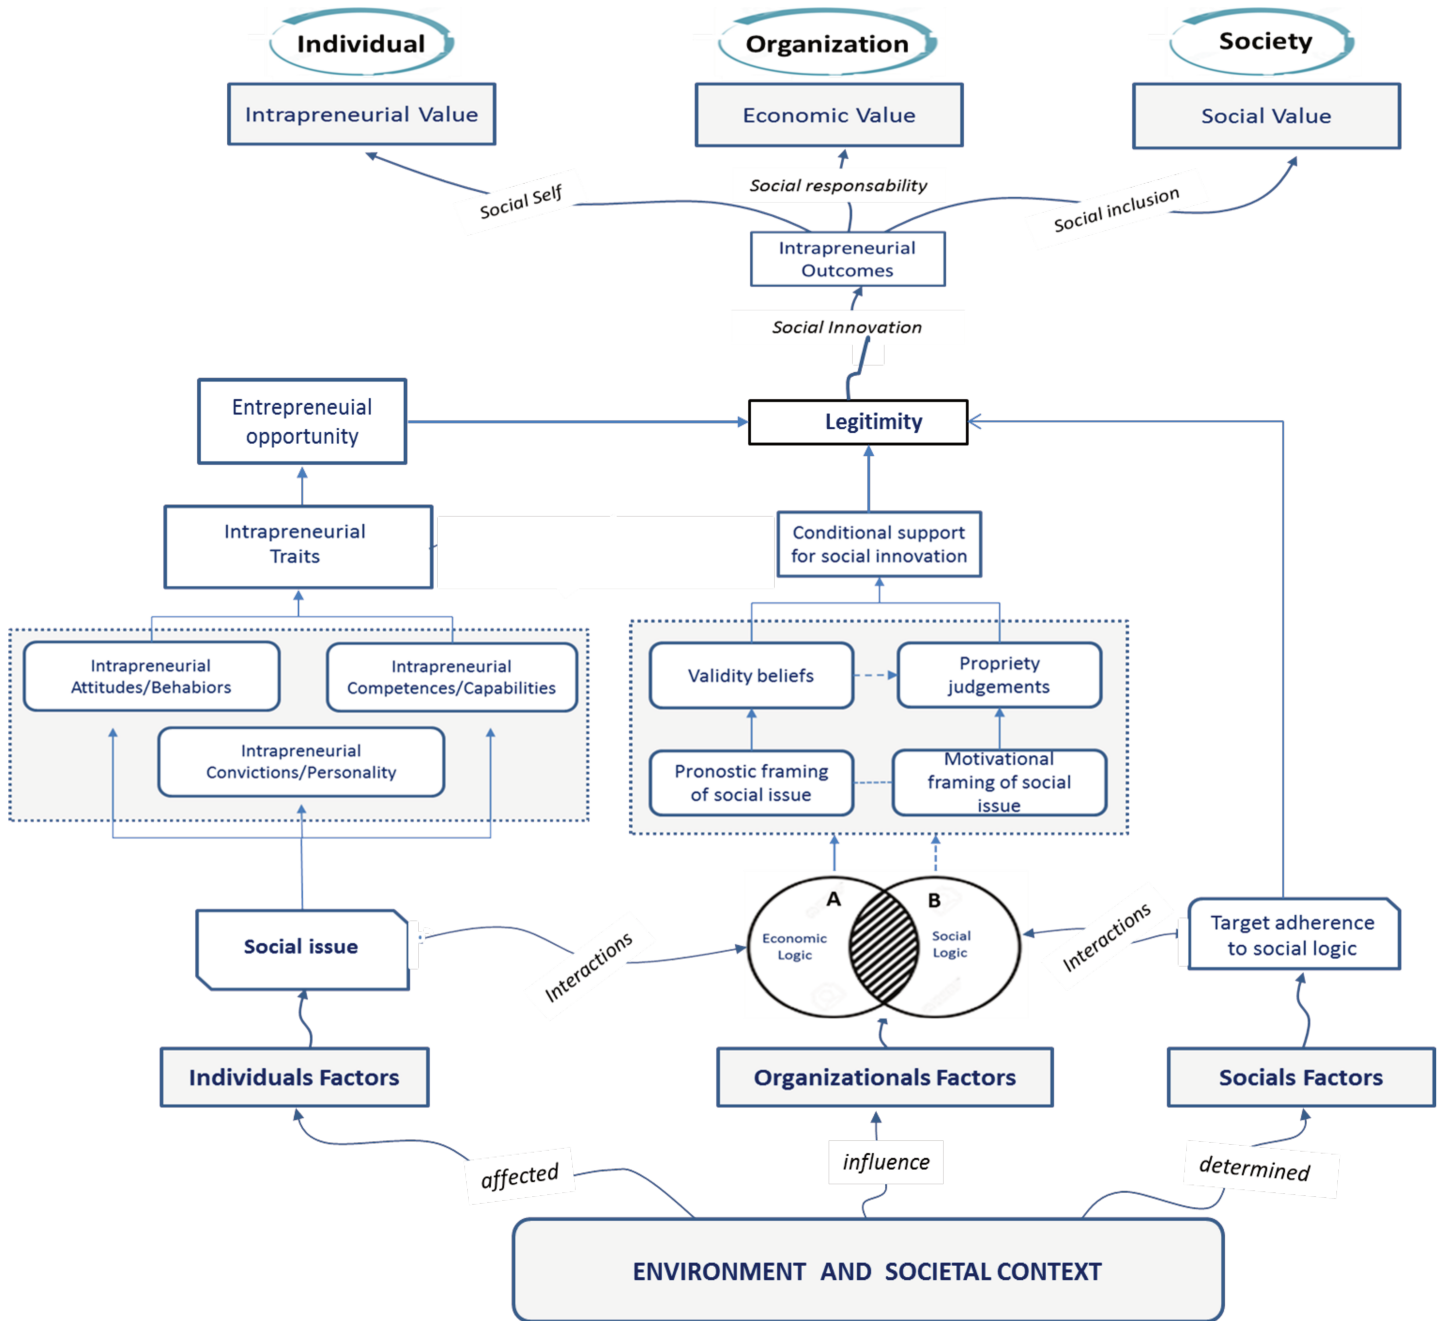 Individual
Organization
Society
Intrapreneurial Value
Economic Value
Social Value
Social Self
Social responsability
Social inclusion
Intrapreneurial
Outcomes
Social Innovation
Entrepreneuial
opportunity
Legitimity
Intrapreneurial
Traits
Conditional support
for social innovation
Intrapreneurial
Attitudes/Behabiors
Intrapreneurial
Competences/Capabilities
Intrapreneurial
Convictions/Personality
Validity beliefs
Propriety
judgements
Pronostic framing
of social issue
Motivational
framing of social
issue
A
B
Economic
Logic
Social
Logic
Social issue
Interactions
Interactions
Target adherence
to social logic
Individuals Factors
Organizationals Factors
Socials Factors
affected
influence
determined
ENVIRONMENT AND SOCIETAL CONTEXT